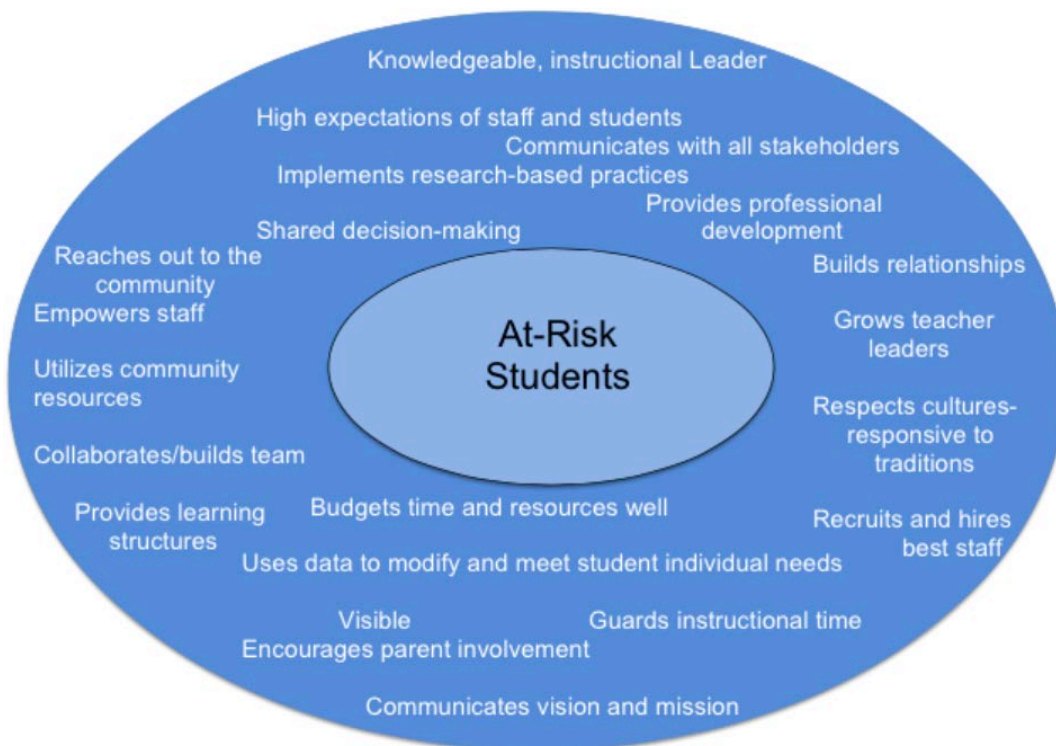 Knowledgeable, instructional Leader
High expectations of staff and students
Communicates with all stakeholders
Implements research-based practices
Provides professional
development
Shared decision-making
Reaches out to the
community
Empowers staff
Builds relationships
At-Risk
Students
Grows teacher
leaders
Utilizes community
resources
Respects cultures-
responsive to
traditions
Collaborates/builds team
Provides learning
structures
Budgets time and resources well
Recruits and hires
best staff
Uses data to modify and meet student individual needs
Visible
Guards instructional time
Encourages parent involvement
Communicates vision and mission